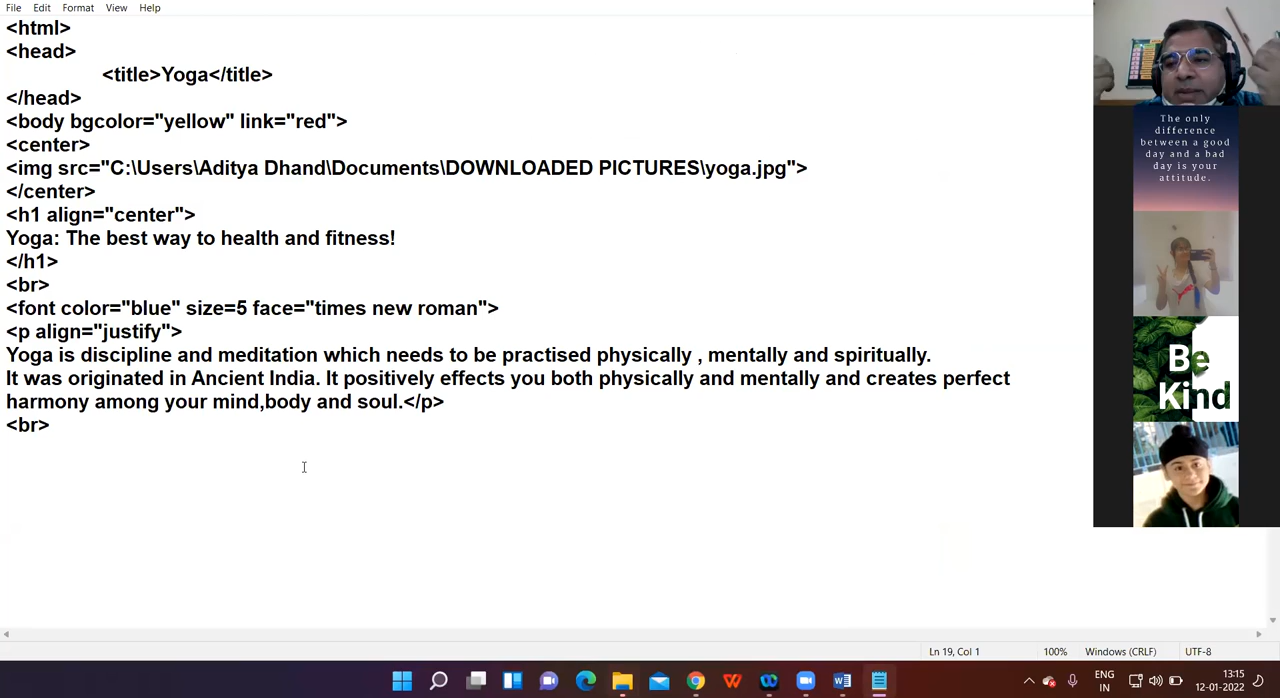 File Edit Format View Help
<html>
<head>
<title>Yoga</title>
</head>
<body bgcolor="yellow" link="red">
<center>
<img src="C:\Users\Aditya Dhand\Documents\DOWNLOADED PICTURES\yoga.jpg">
</center>
<h1 align="center">
Yoga: The best way to health and fitness!
</h1>
<br>
<font color="blue" size=5 face="times new roman">
<p align="justify">
Yoga is discipline and meditation which needs to be practised physically , mentally and spiritually.
It was originated in Ancient India. It positively effects you both physically and mentally and creates perfect
harmony among your mind,body and soul.</p>
<br>
The only
difference
between a good
day and a bad
day is your
attitude.
Be
Kind
Ln 19, Col 1 100% Windows (CRLF) UTF-8
ENG
IN
13:15
12-01-2022